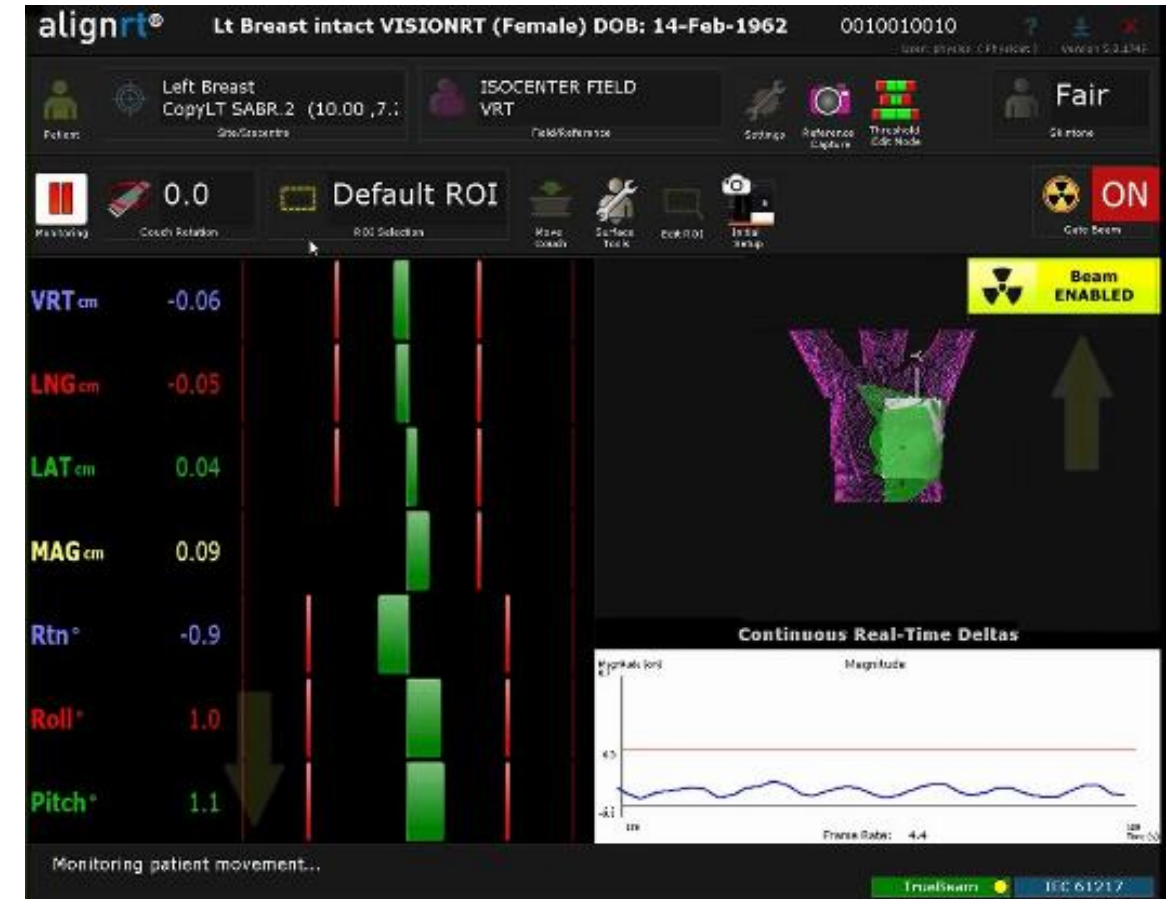 alignrt®
Lt Breast intact VISIONRT (Female) DOB: 14-Feb-1962
0010010010
Left Breast
CopyLT SABR.2 (10.00 ,7.:
Site/Isocentre
ISOCENTER FIELD
VRT
Field/Reference
Patient
Settings
Reference
Capture
Threshold
Edit Mode
Fair
Skintone
Monitoring
0.0
Couch Rotation
Default ROI
ROI Selection
Move
Couch
Surface
Tools
Edit ROI
Initial
Setup
ON
Gate Beam
Beam
ENABLED
VRT cm -0.06
LNG cm -0.05
LAT cm 0.04
MAG cm 0.09
Rtn° -0.9
Roll° 1.0
Pitch° 1.1
Continuous Real-Time Deltas
Magnitude
Frame Rate: 4.4
Monitoring patient movement...
TrueBeam
IEC 61217